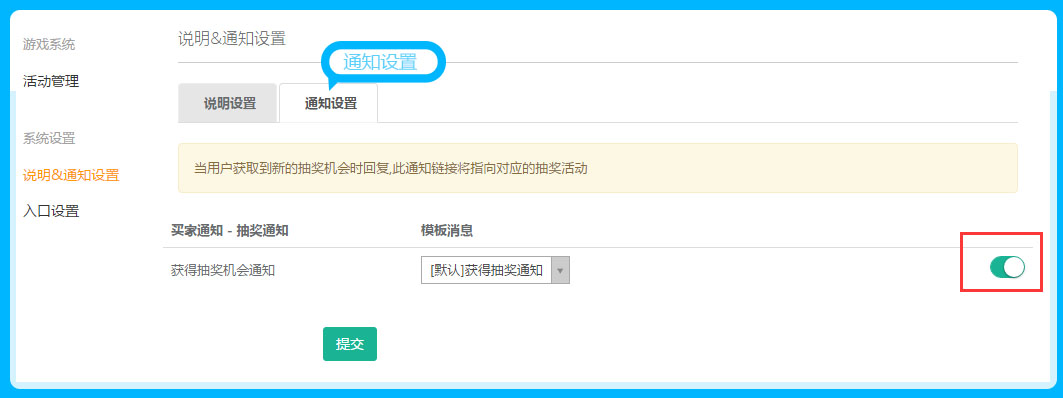 游戏系统
活动管理
系统设置
说明&通知设置
入口设置
说明&通知设置
通知设置
说明设置
通知设置
当用户获取到新的抽奖机会时回复,此通知链接将指向对应的抽奖活动
买家通知 - 抽奖通知 模板消息
获得抽奖机会通知 [默认]获得抽奖通知
提交